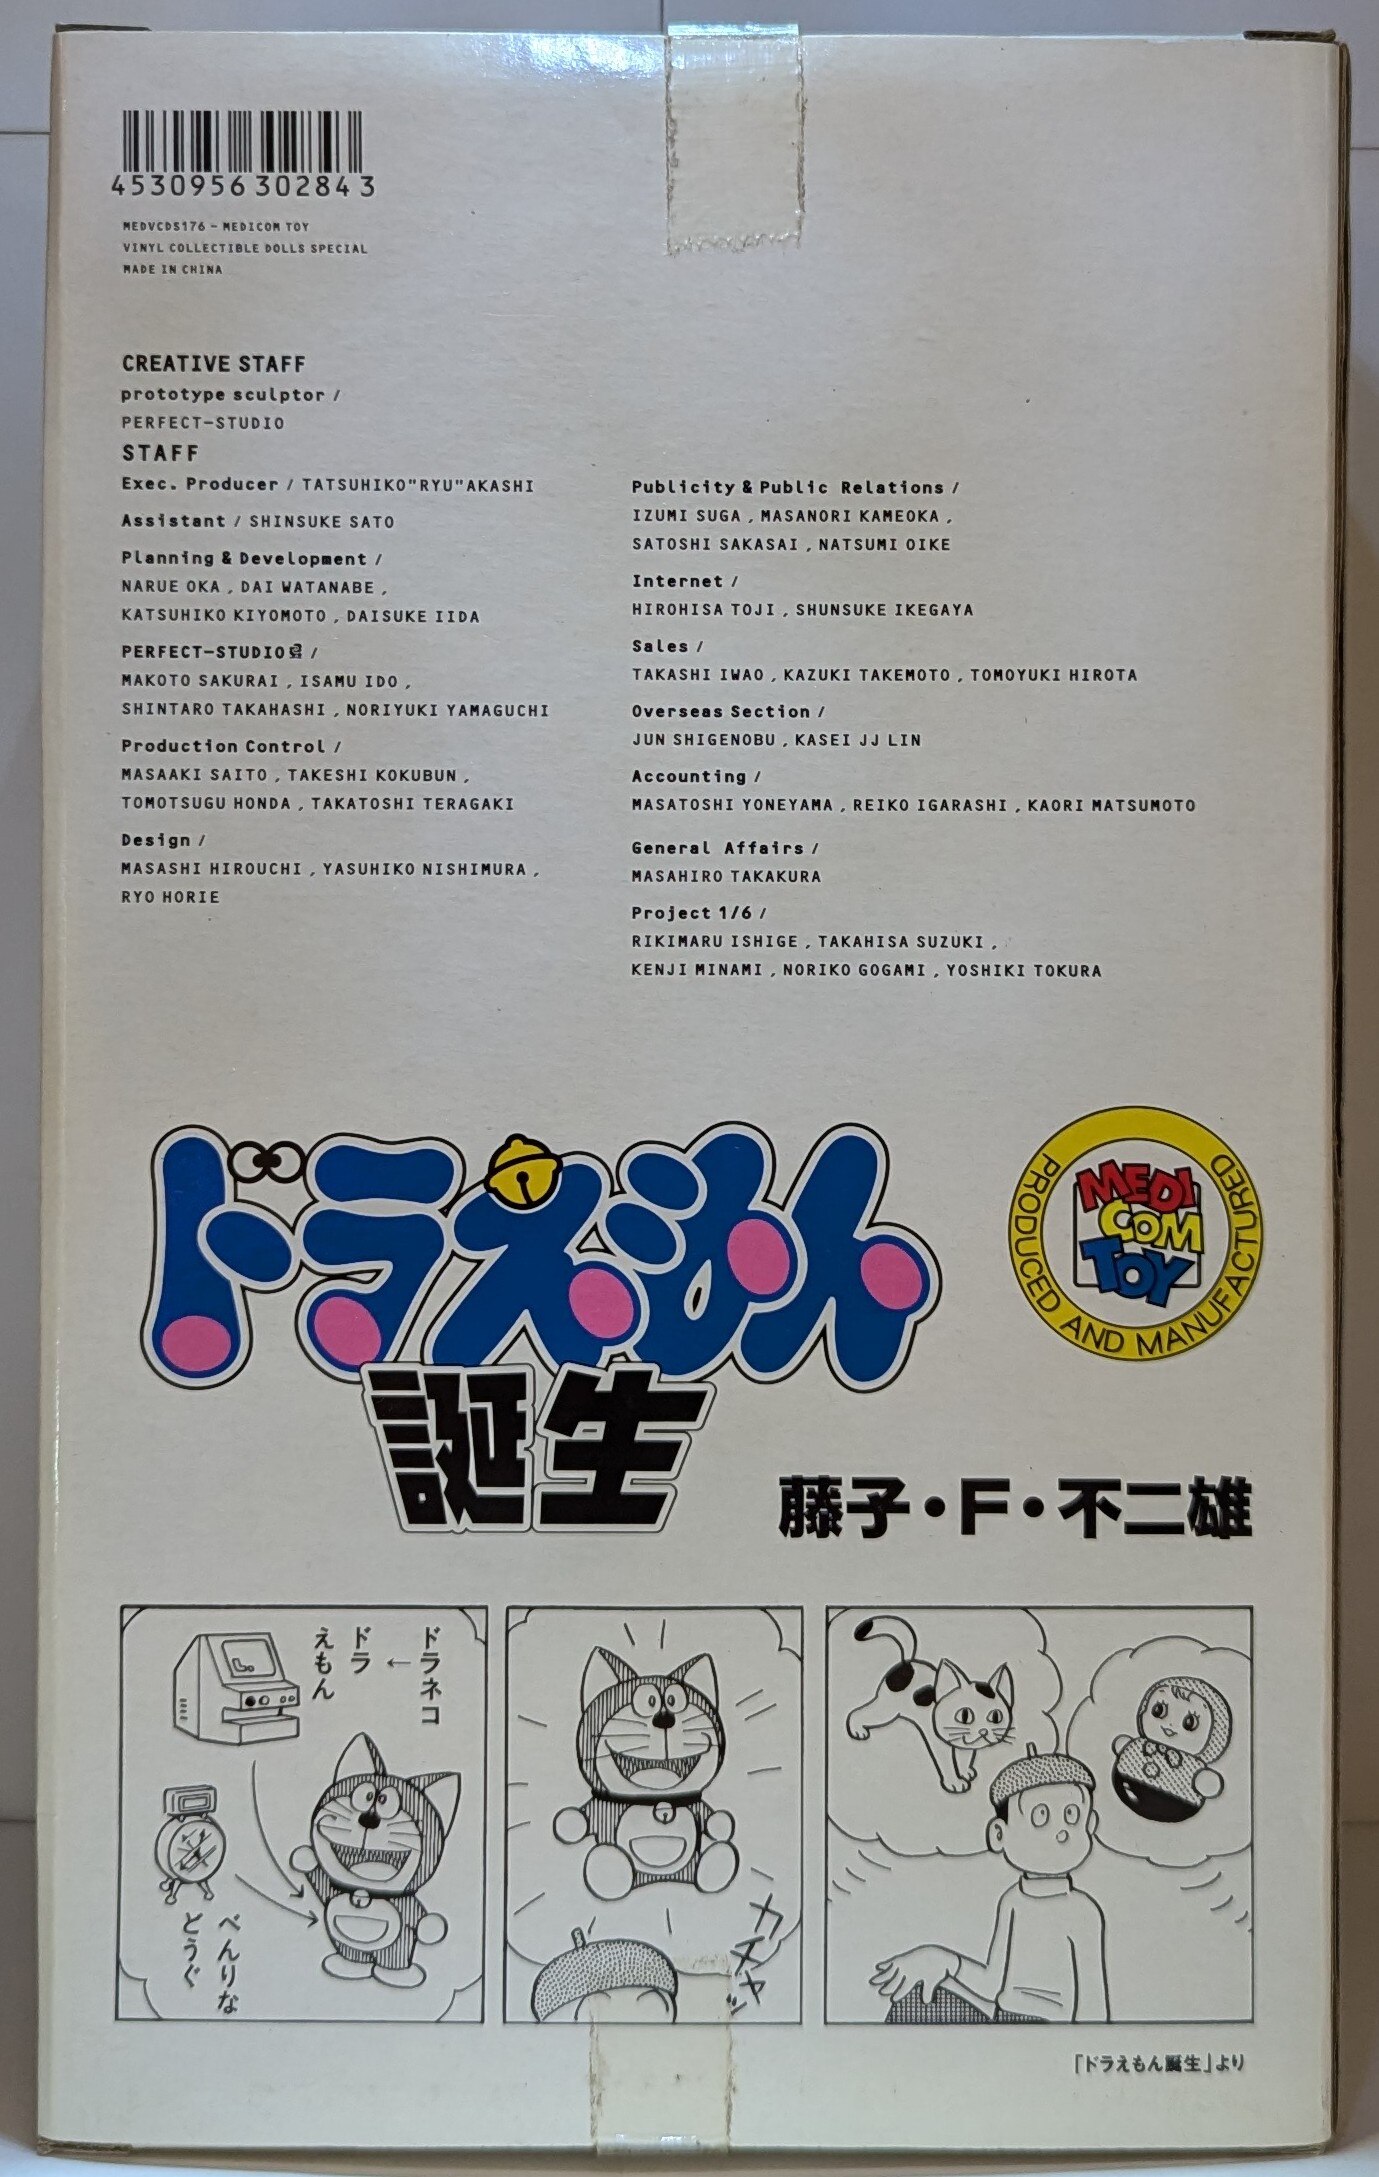 4530956302843
MEDVCDS176 - MEDICOM TOY
VINYL COLLECTIBLE DOLLS SPECIAL
MADE IN CHINA
CREATIVE STAFF
prototype sculptor /
PERFECT-STUDIO
STAFF
Exec. Producer / TATSUHIKO"RYU"AKASHI
Assistant / SHINSUKE SATO
Planning & Development /
NARUE OKA , DAI WATANABE ,
KATSUHIKO KIYOMOTO , DAISUKE IIDA
PERFECT-STUDIO /
MAKOTO SAKURAI , ISAMU IDO ,
SHINTARO TAKAHASHI , NORIYUKI YAMAGUCHI
Production Control /
MASAAKI SAITO , TAKESHI KOKUBUN ,
TOMOTSUGU HONDA , TAKATOSHI TERAGAKI
Design /
MASASHI HIROUCHI , YASUHIKO NISHIMURA ,
RYO HORIE
Publicity & Public Relations /
IZUMI SUGA , MASANORI KAMEOKA ,
SATOSHI SAKASAI , NATSUMI OIKE
Internet /
HIROHISA TOJI , SHUNSUKE IKEGAYA
Sales /
TAKASHI IWAO , KAZUKI TAKEMOTO , TOMOYUKI HIROTA
Overseas Section /
JUN SHIGENOBU , KASEI JJ LIN
Accounting /
MASATOSHI YONEYAMA , REIKO IGARASHI , KAORI MATSUMOTO
General Affairs /
MASAHIRO TAKAKURA
Project 1/6 /
RIKIMARU ISHIGE , TAKAHISA SUZUKI ,
KENJI MINAMI , NORIKO GOGAMI , YOSHIKI TOKURA
ドラえもん
誕生
MEDI
COM
TOY
PRODUCED AND MANUFACTURED
藤子・F・不二雄
ドラネコ
←
ドラ
えもん
べんりな
どうぐ
「ドラえもん誕生」より